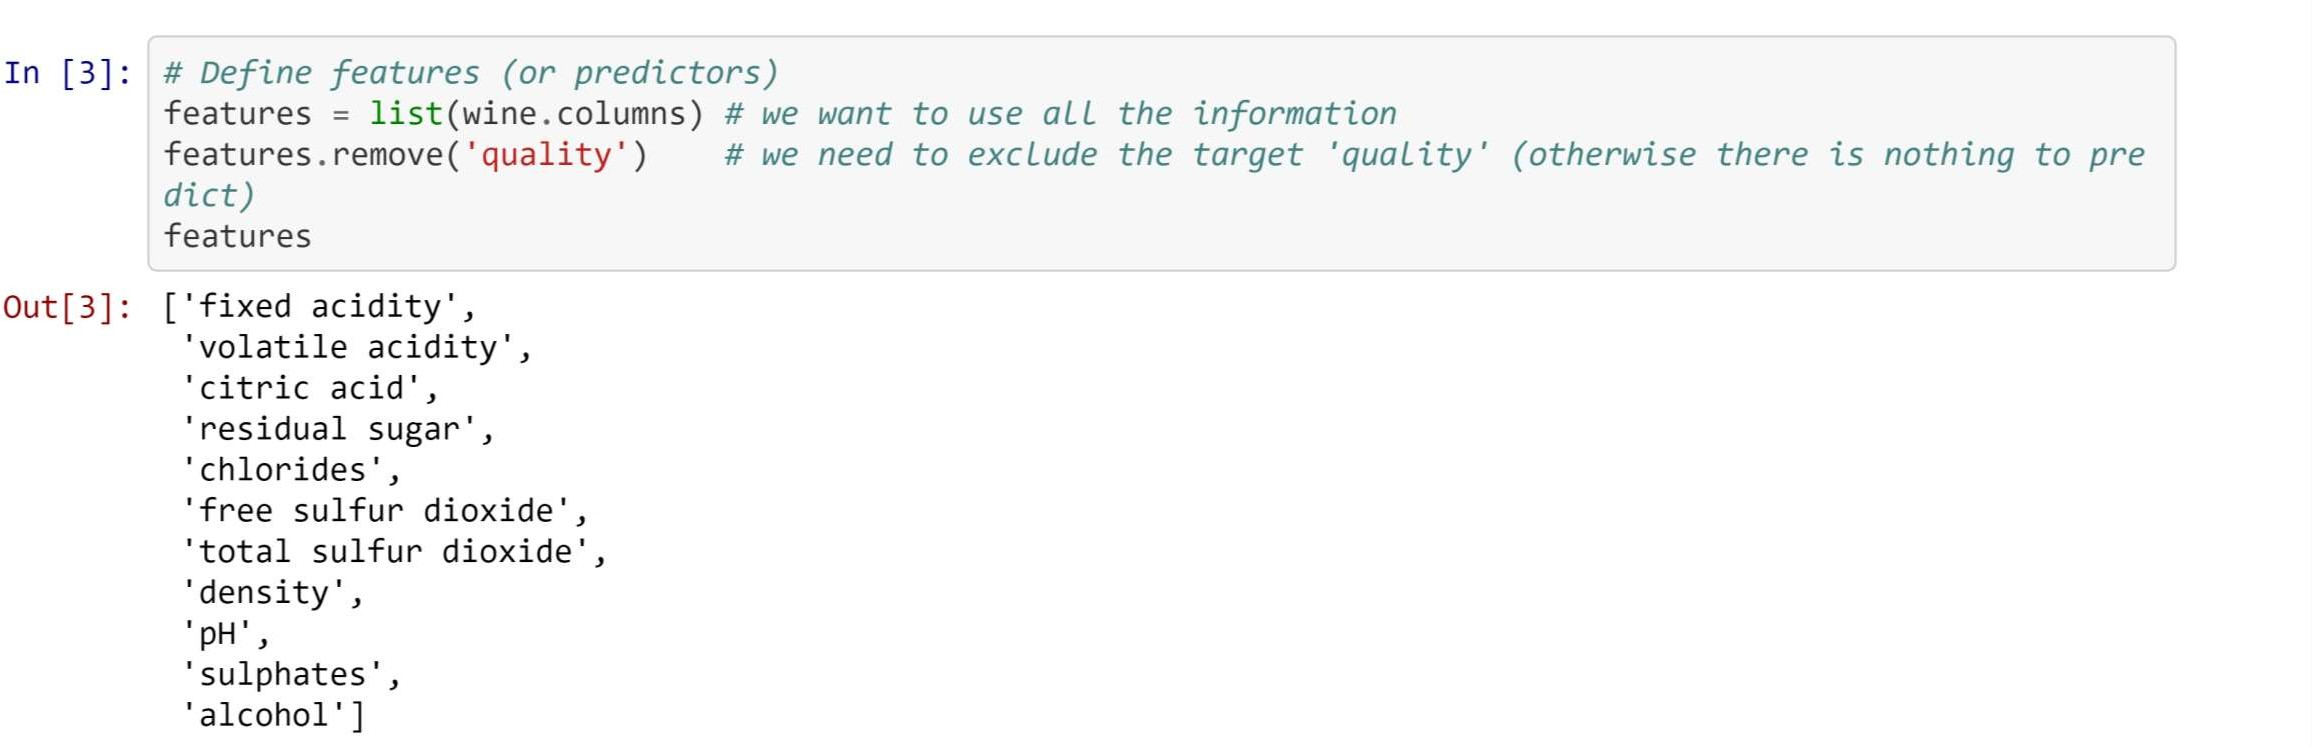 In [3]: # Define features (or predictors)
features = list(wine.columns) # we want to use all the information
features.remove('quality')    # we need to exclude the target 'quality' (otherwise there is nothing to pre
dict)
features
Out[3]: ['fixed acidity',
 'volatile acidity',
 'citric acid',
 'residual sugar',
 'chlorides',
 'free sulfur dioxide',
 'total sulfur dioxide',
 'density',
 'pH',
 'sulphates',
 'alcohol']